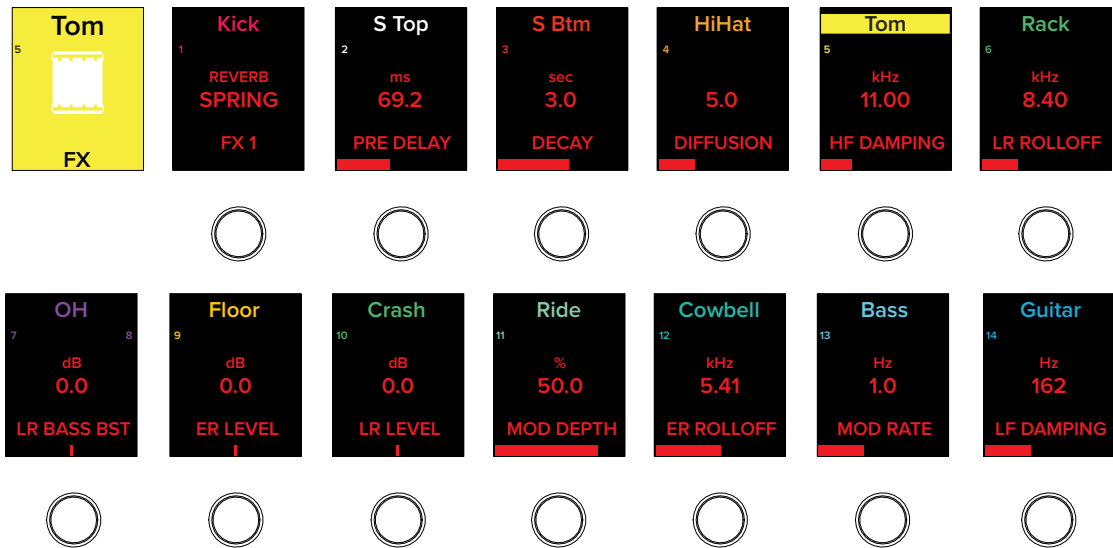 Tom
5
FX
Kick
1
REVERB
SPRING
FX 1
S Top
2
ms
69.2
PRE DELAY
S Btm
3
sec
3.0
DECAY
HiHat
4
5.0
DIFFUSION
Tom
5
kHz
11.00
HF DAMPING
Rack
6
kHz
8.40
LR ROLLOFF
OH
7 8
dB
0.0
LR BASS BST
Floor
9
dB
0.0
ER LEVEL
Crash
10
dB
0.0
LR LEVEL
Ride
11
%
50.0
MOD DEPTH
Cowbell
12
kHz
5.41
ER ROLLOFF
Bass
13
Hz
1.0
MOD RATE
Guitar
14
Hz
162
LF DAMPING